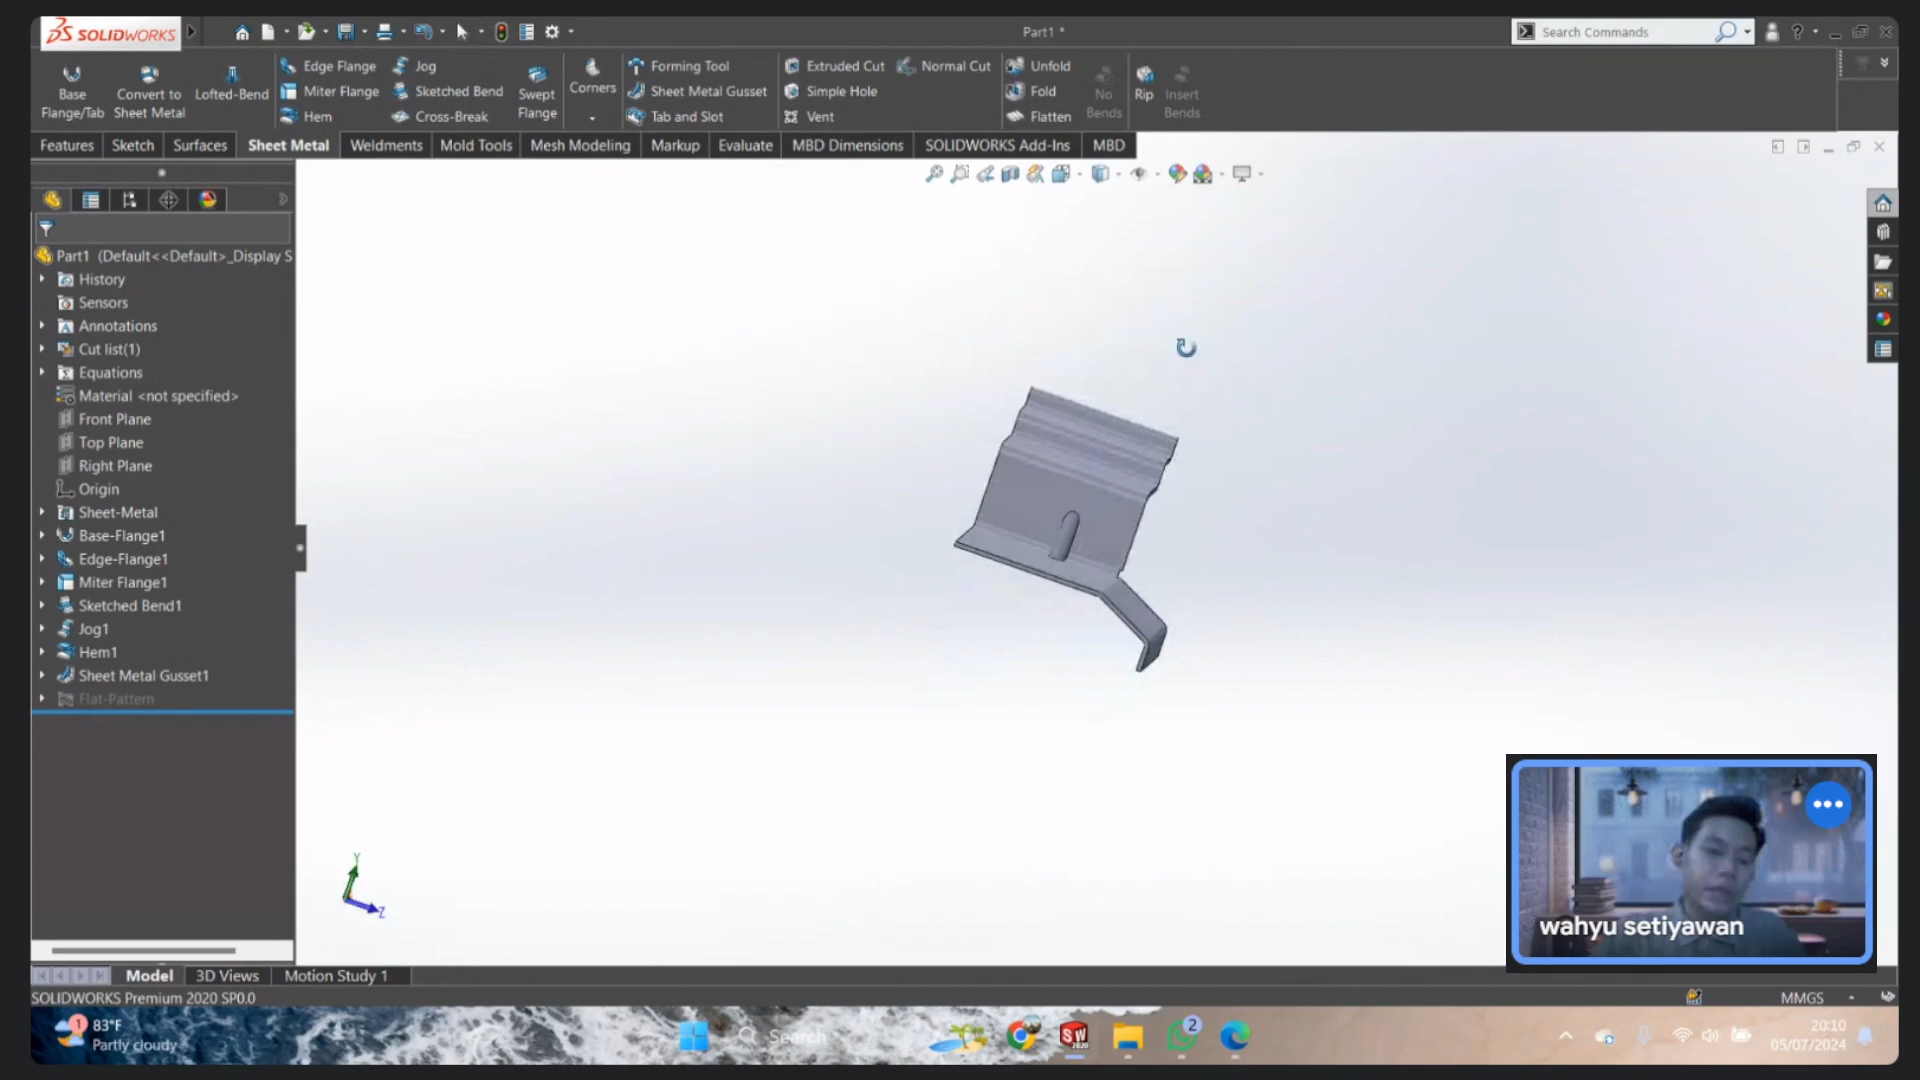 SOLIDWORKS
Part1 *
Search Commands
Base Flange/Tab
Convert to Sheet Metal
Lofted-Bend
Edge Flange
Miter Flange
Hem
Jog
Sketched Bend
Cross-Break
Swept Flange
Corners
Forming Tool
Sheet Metal Gusset
Tab and Slot
Extruded Cut
Simple Hole
Vent
Normal Cut
Unfold
Fold
Flatten
No Bends
Rip
Insert Bends
Features
Sketch
Surfaces
Sheet Metal
Weldments
Mold Tools
Mesh Modeling
Markup
Evaluate
MBD Dimensions
SOLIDWORKS Add-Ins
MBD
Part1 (Default<<Default>_Display S
History
Sensors
Annotations
Cut list(1)
Equations
Material <not specified>
Front Plane
Top Plane
Right Plane
Origin
Sheet-Metal
Base-Flange1
Edge-Flange1
Miter Flange1
Sketched Bend1
Jog1
Hem1
Sheet Metal Gusset1
Flat-Pattern
Y
Z
wahyu setiyawan
Model
3D Views
Motion Study 1
SOLIDWORKS Premium 2020 SP0.0
MMGS
1
83°F
Partly cloudy
Search
SW
2020
2
20:10
05/07/2024